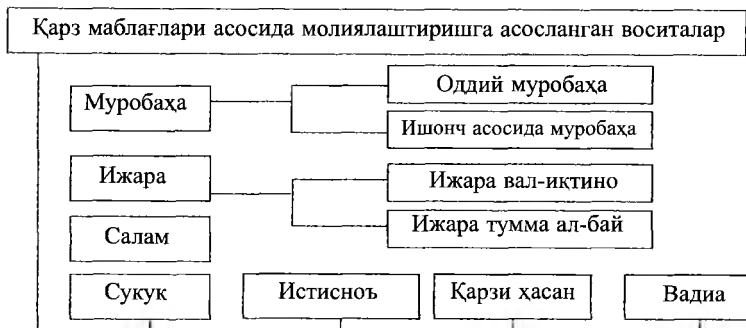 Қарз маблағлари асосида молиялаштиришга асосланган воситалар
Муробаҳа
Оддий муробаҳа
Ишонч асосида муробаҳа
Ижара
Ижара вал-иқтино
Ижара тумма ал-бай
Салам
Сукук
Истисноъ
Қарзи ҳасан
Вадиа